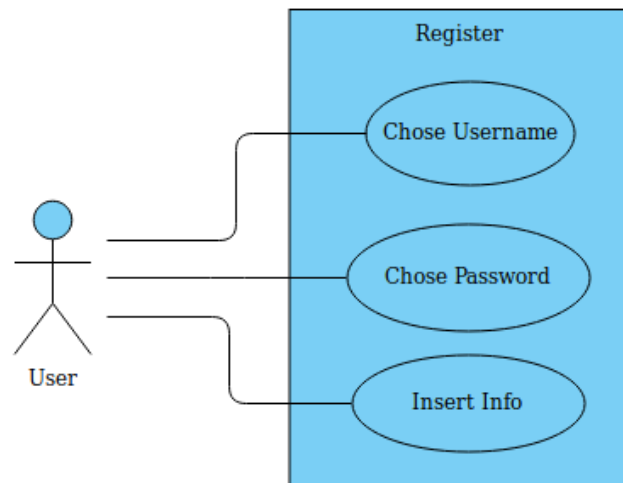 Register
Chose Username
Chose Password
User
Insert Info